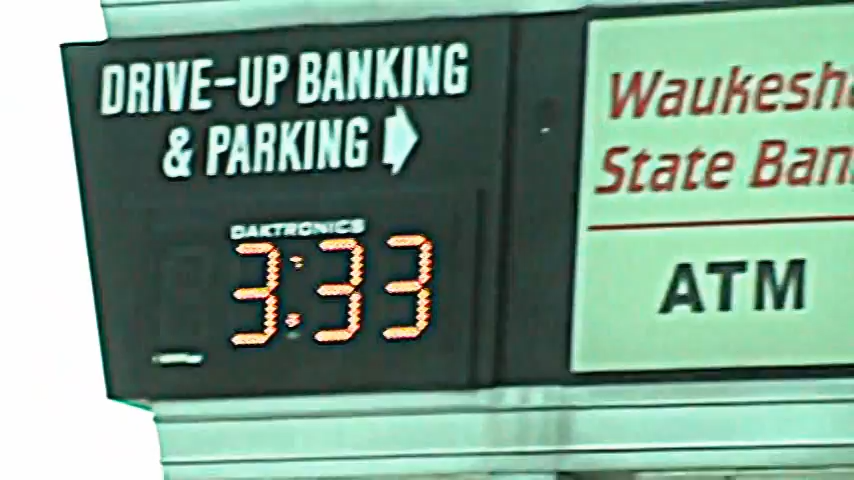 DRIVE-UP BANKING
& PARKING
DAKTRONICS
3:33
Waukesh
State Ban
ATM